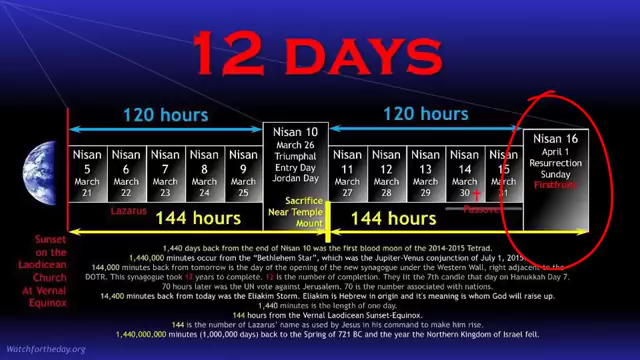 12 DAYS
120 hours
120 hours
Nisan 5 March 21
Nisan 6 March 22
Nisan 7 March 23
Nisan 8 March 24
Nisan 9 March 25
Nisan 10
March 26
Triumphal
Entry Day
Jordan Day
Sacrifice
Near Temple
Mount
Nisan 11 March 27
Nisan 12 March 28
Nisan 13 March 29
Nisan 14 March 30
Nisan 15 March 31
Nisan 16
April 1
Resurrection
Sunday
Firstfruits
Lazarus
Passover
144 hours
144 hours
Sunset
on the
Laodicean
Church
At Vernal
Equinox
1,440 days back from the end of Nisan 10 was the first blood moon of the 2014-2015 Tetrad.
1,440,000 minutes occur from the "Bethlehem Star", which was the Jupiter-Venus conjunction of July 1, 2015.
144,000 minutes back from tomorrow is the day of the opening of the new synagogue under the Western Wall, right adjacent to the
DOTR. This synagogue took 12 years to complete. 12 is the number of completion. They lit the 7th candle that day on Hanukkah Day 7.
70 hours later was the UN vote against Jerusalem. 70 is the number associated with nations.
14,400 minutes back from today was the Eliakim Storm. Eliakim is Hebrew in origin and it's meaning is whom God will raise up.
1,440 minutes is the length of one day.
144 hours from the Vernal Laodicean Sunset-Equinox.
144 is the number of Lazarus' name as used by Jesus in his command to make him rise.
1,440,000,000 minutes (1,000,000 days) back to the Spring of 721 BC and the year the Northern Kingdom of Israel fell.
Watchfortheday.org